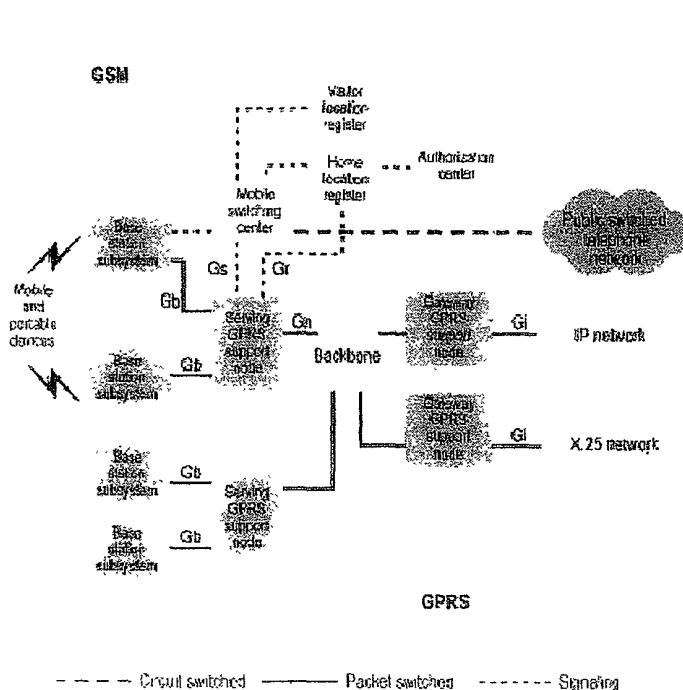 GSM
Visitor
location
register
Home
location
register
Authorization
center
Mobile
switching
center
Base
station
subsystem
Public switched
telephone
network
Gs
Gr
Gb
Mobile
and
portable
devices
Serving
GPRS
support
node
Gn
Backbone
Gateway
GPRS
support
node
Gi
IP network
Base
station
subsystem
Gb
Gateway
GPRS
support
node
Gi
X.25 network
Base
station
subsystem
Gb
Serving
GPRS
support
node
Base
station
subsystem
Gb
GPRS
Circuit switched
Packet switched
Signaling